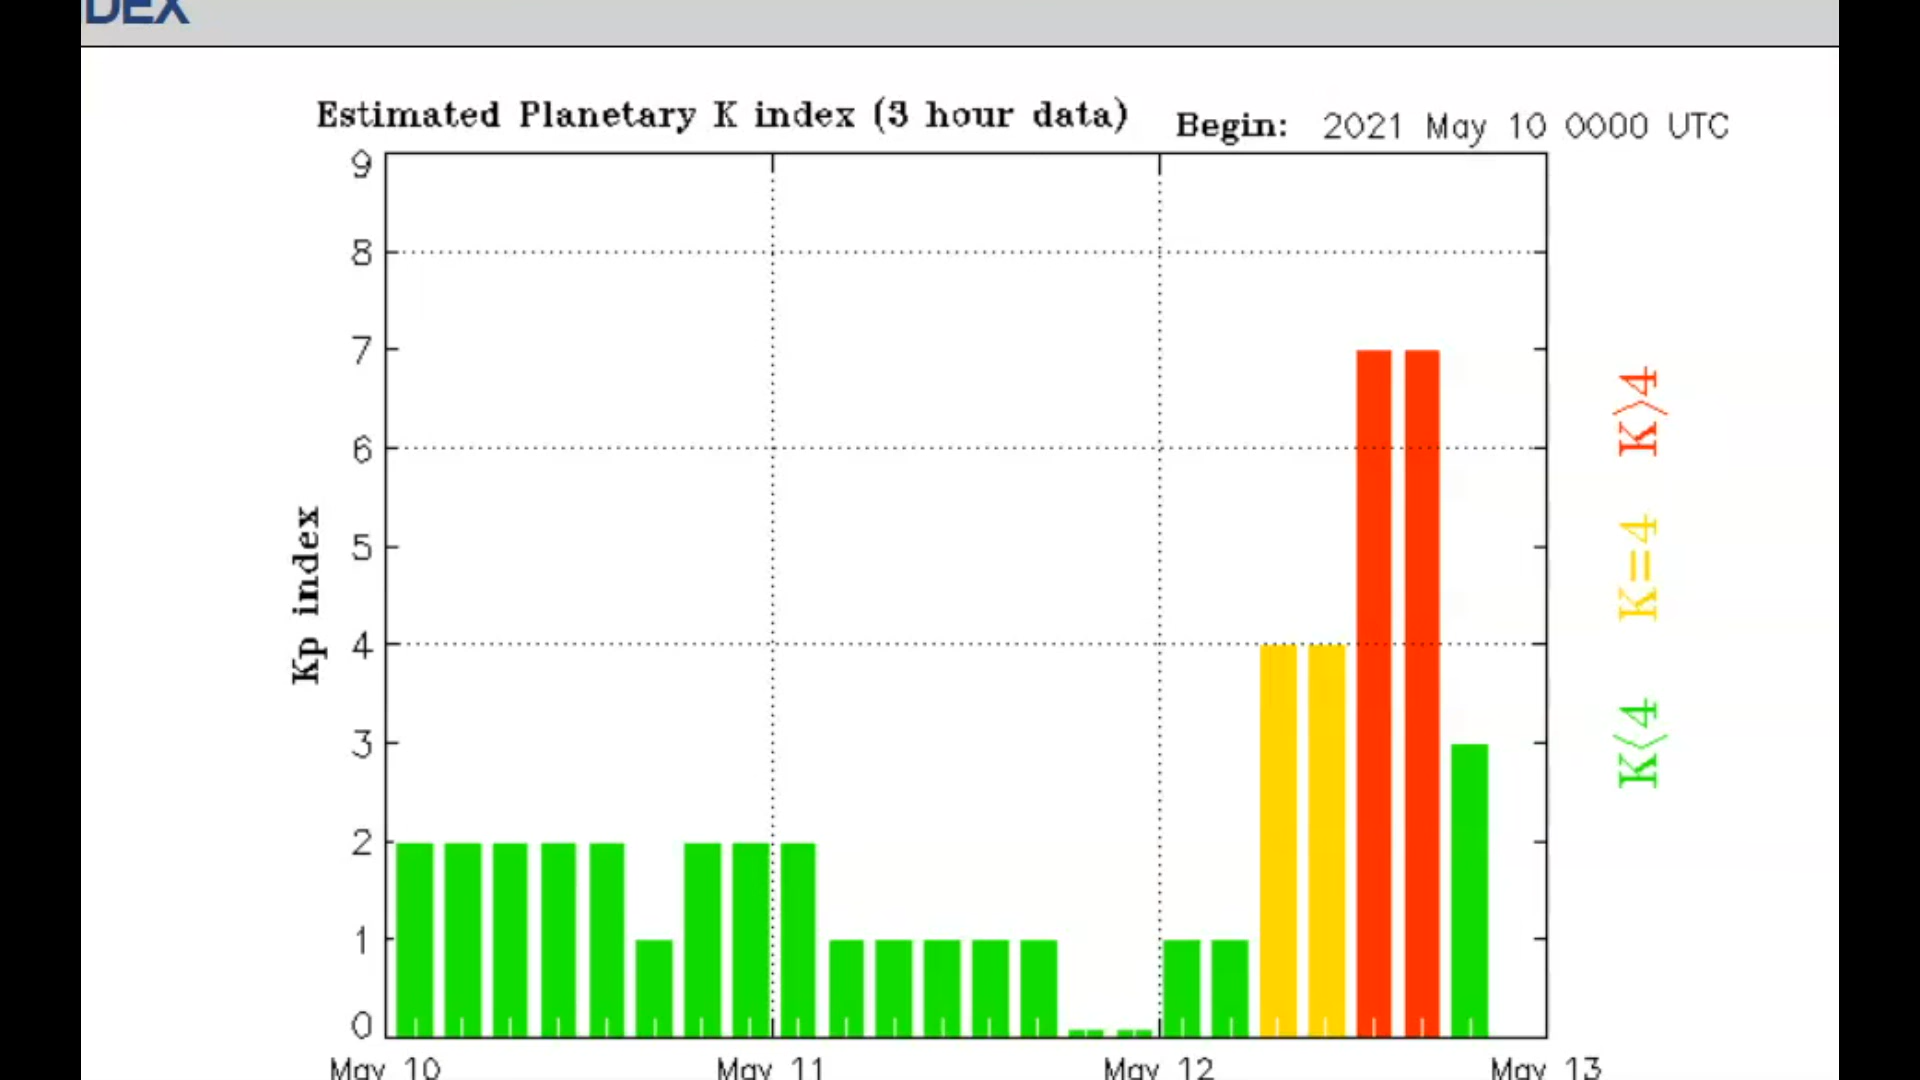 DEX
Estimated Planetary K index (3 hour data)
Begin: 2021 May 10 0000 UTC
9
8
7
6
5
4
3
2
1
0
Kp index
K>4
K=4
K<4
May 10
May 11
May 12
May 13